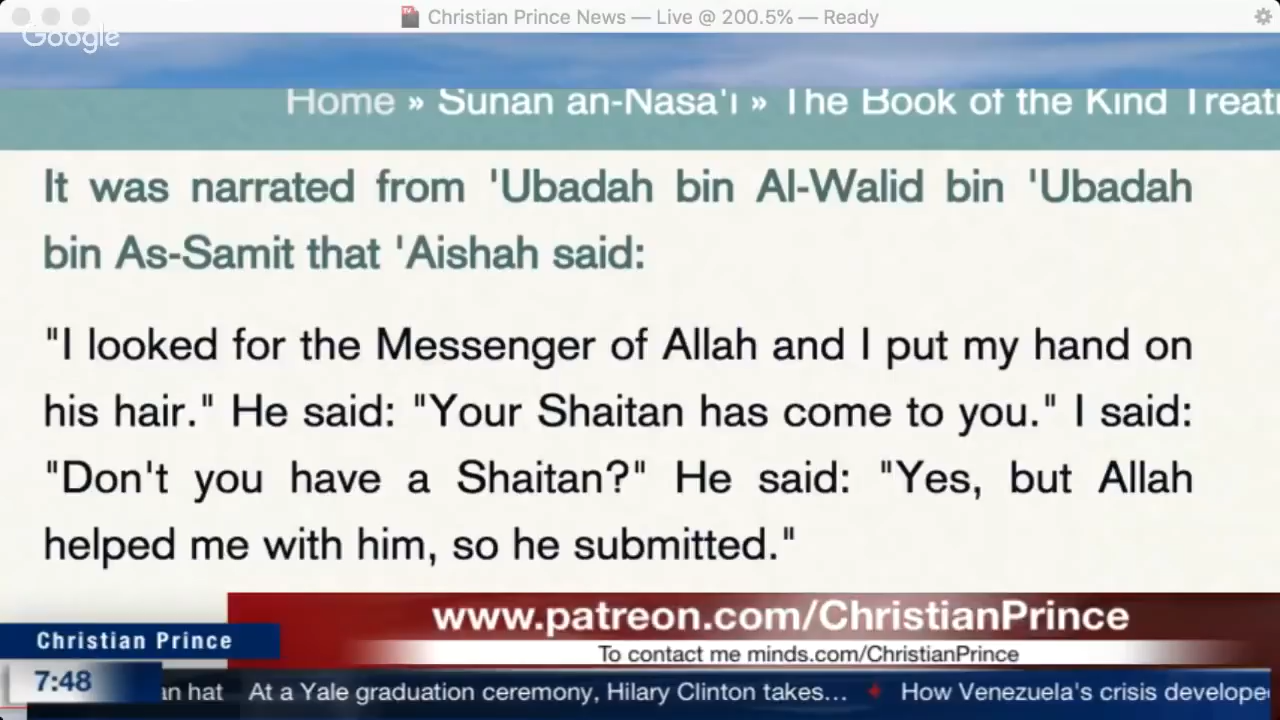 Christian Prince News — Live @ 200.5% — Ready
Google
Home » Sunan an-Nasa'i » The Book of the Kind Treat
It was narrated from 'Ubadah bin Al-Walid bin 'Ubadah
bin As-Samit that 'Aishah said:
"I looked for the Messenger of Allah and I put my hand on
his hair." He said: "Your Shaitan has come to you." I said:
"Don't you have a Shaitan?" He said: "Yes, but Allah
helped me with him, so he submitted."
www.patreon.com/ChristianPrince
To contact me minds.com/ChristianPrince
Christian Prince
7:48
an hat At a Yale graduation ceremony, Hilary Clinton takes... How Venezuela's crisis develope